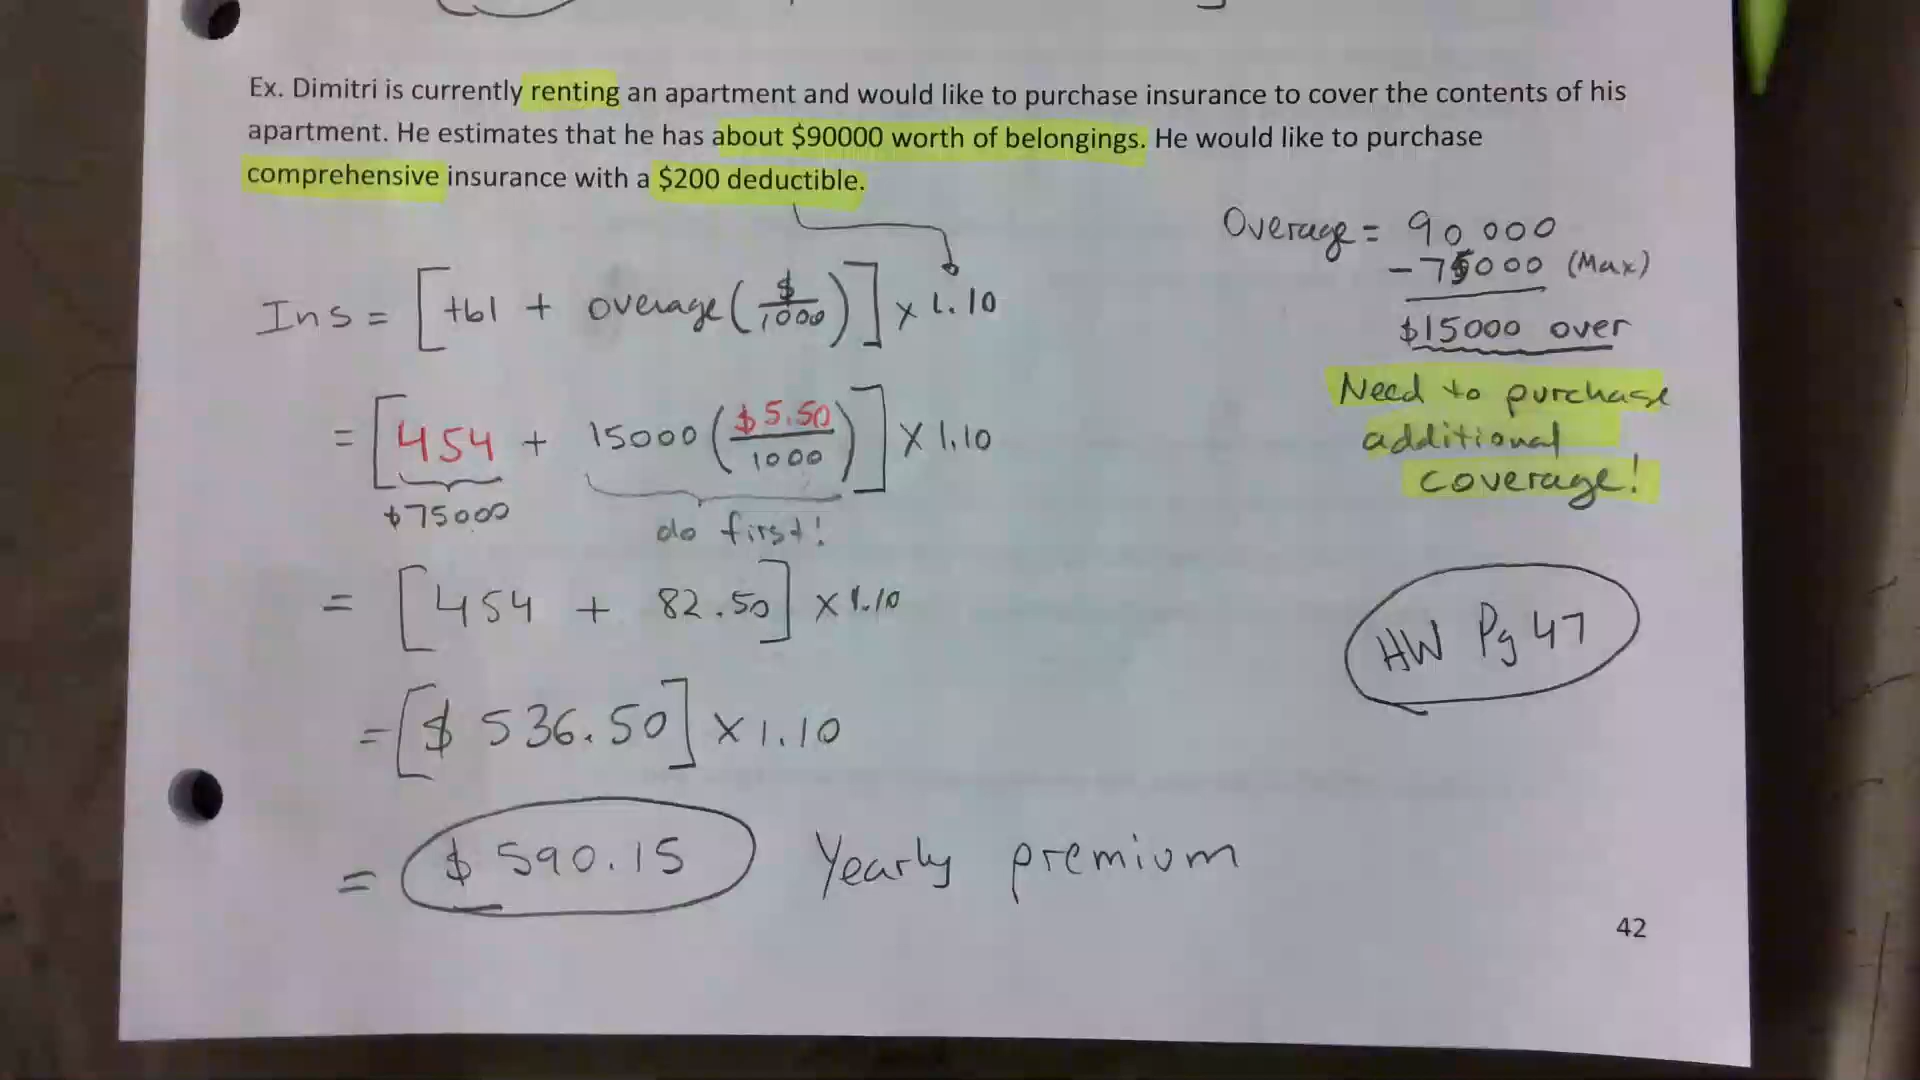 Ex. Dimitri is currently renting an apartment and would like to purchase insurance to cover the contents of his
apartment. He estimates that he has about $90000 worth of belongings. He would like to purchase
comprehensive insurance with a $200 deductible.
Overage = 90 000
- 75000 (Max)
$15000 over
Need to purchase
additional
coverage!
Ins = [tbl + overage($/1000)] x 1.10
= [454 + 15000($5.50/1000)] x 1.10
$75000
do first!
= [454 + 82.50] x 1.10
HW Pg 47
= [$ 536.50] x 1.10
= $ 590.15 Yearly premium
42